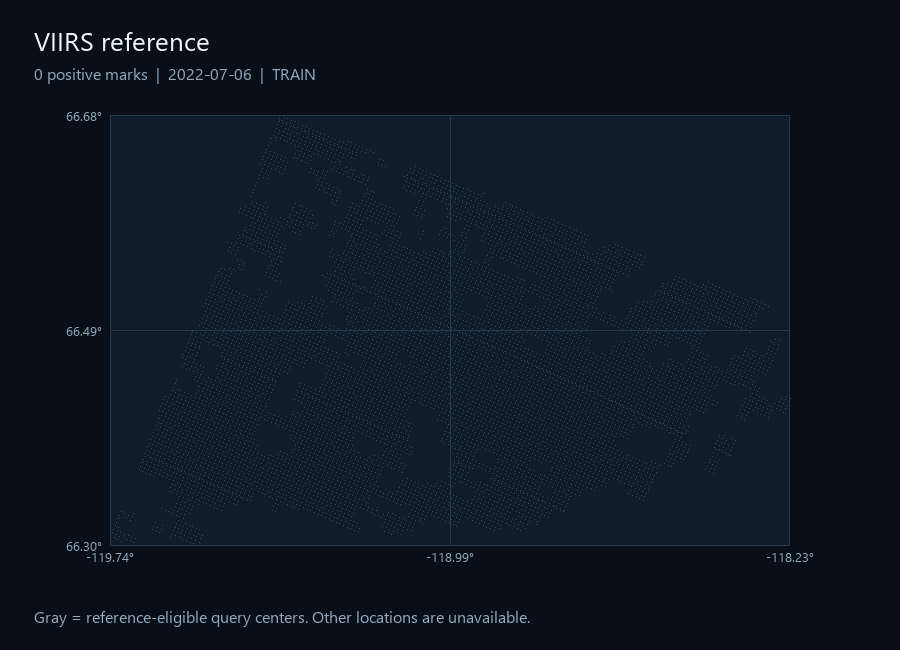 VIIRS reference
0 positive marks | 2022-07-06 | TRAIN
66.68°
66.49°
66.30°
-119.74°
-118.99°
-118.23°
Gray = reference-eligible query centers. Other locations are unavailable.